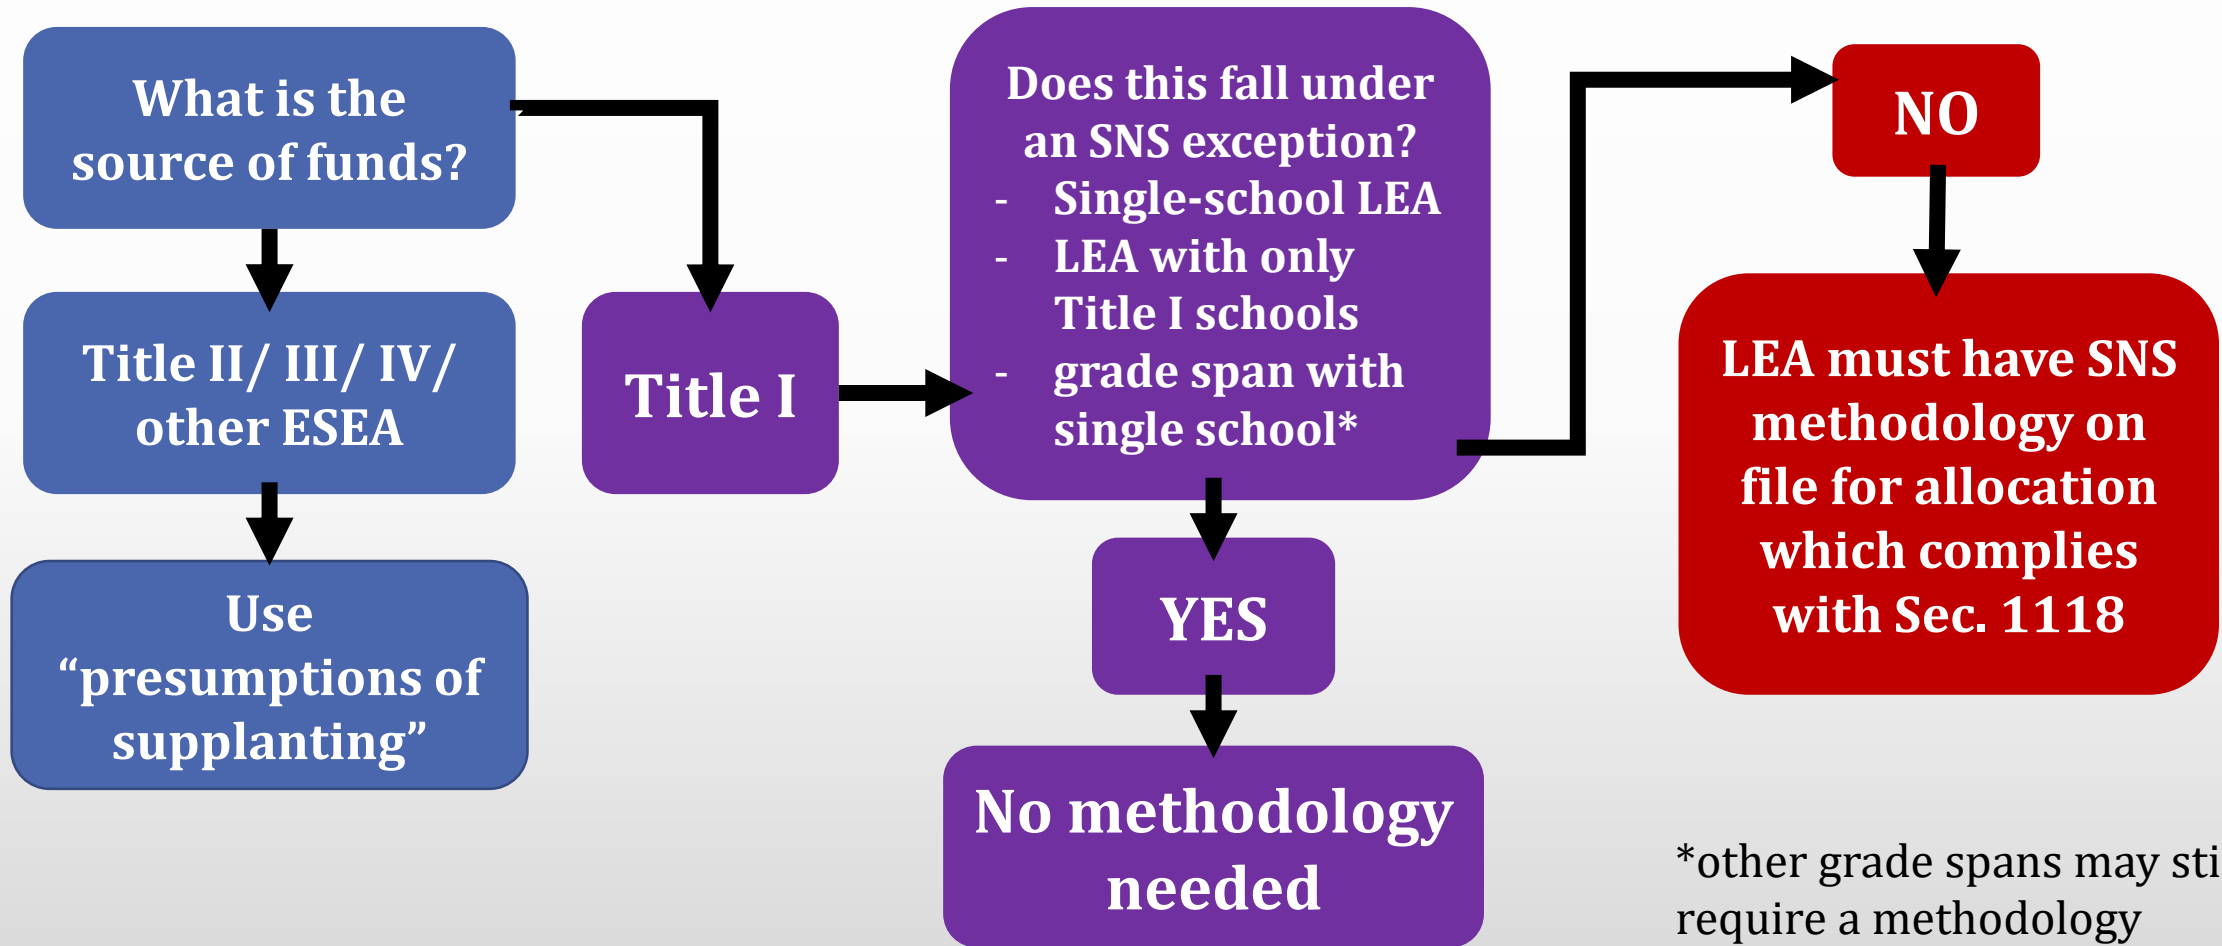 What is the
source of funds?
Title II/ III/ IV/
other ESEA
Use
“presumptions of
supplanting”
Title I
Does this fall under
an SNS exception?
- Single-school LEA
- LEA with only
Title I schools
- grade span with
single school*
YES
No methodology
needed
NO
LEA must have SNS
methodology on
file for allocation
which complies
with Sec. 1118
*other grade spans may
require a methodology